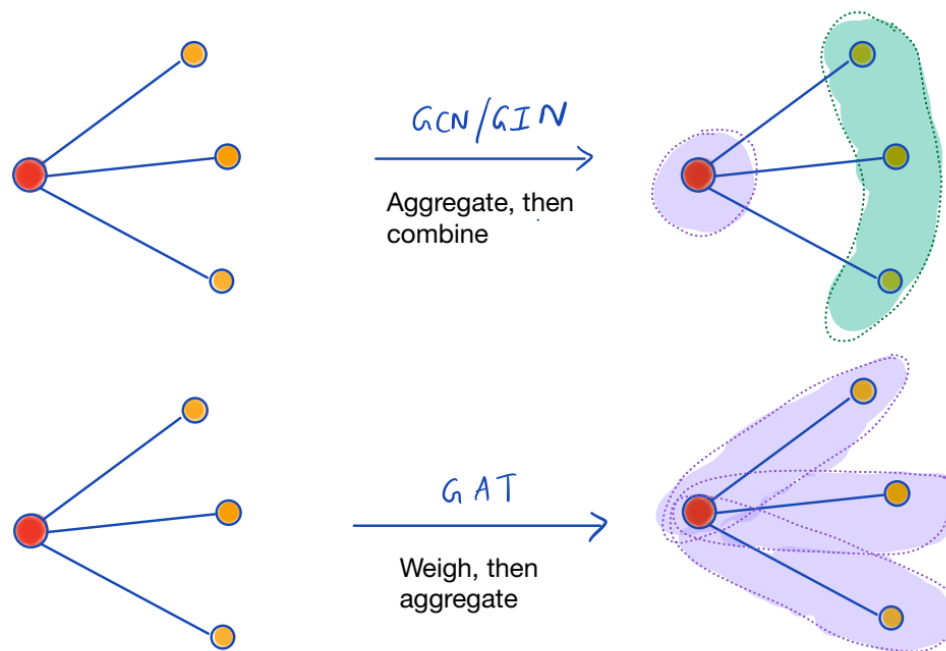 GCN/GIN
Aggregate, then
combine
GAT
Weigh, then
aggregate